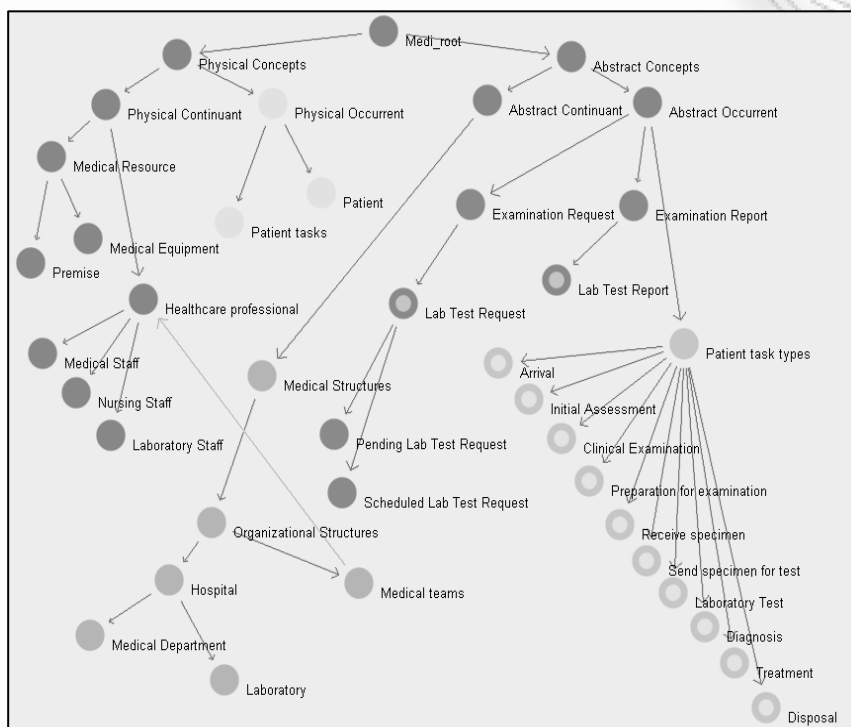 Medi_root
Physical Concepts
Abstract Concepts
Physical Continuant
Physical Occurrent
Abstract Continuant
Abstract Occurrent
Medical Resource
Patient
Examination Request
Examination Report
Patient tasks
Medical Equipment
Premise
Lab Test Report
Healthcare professional
Lab Test Request
Patient task types
Medical Staff
Arrival
Medical Structures
Nursing Staff
Initial Assessment
Laboratory Staff
Pending Lab Test Request
Clinical Examination
Preparation for examination
Scheduled Lab Test Request
Organizational Structures
Receive specimen
Send specimen for test
Hospital
Medical teams
Laboratory Test
Diagnosis
Medical Department
Treatment
Laboratory
Disposal